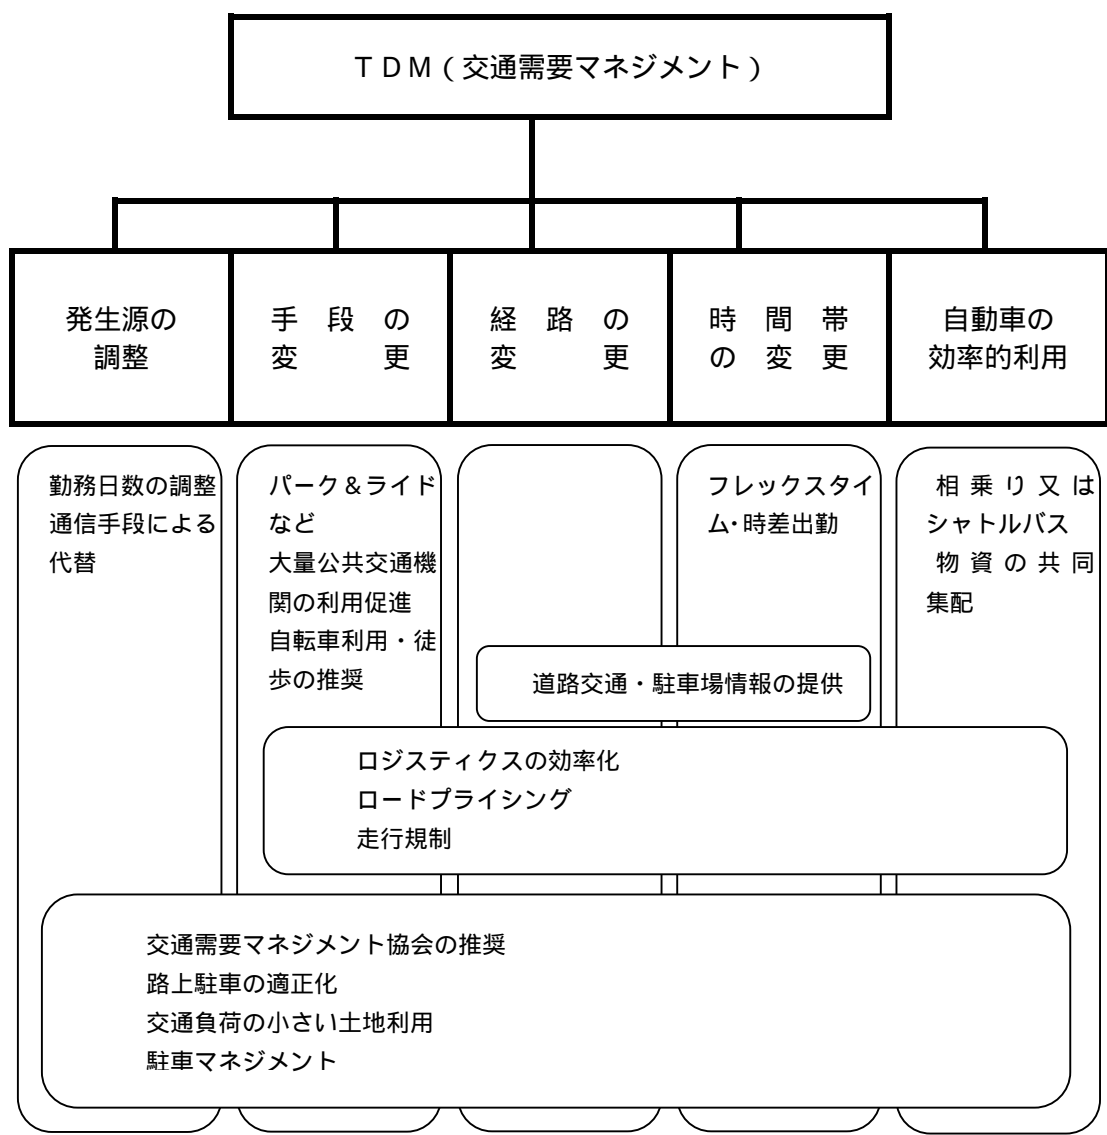 TDM(交通需要マネジメント)
発生源の
調整
手段の
変更
経路の
変更
時間帯
の変更
自動車の
効率的利用
勤務日数の調整
通信手段による
代替
パーク&ライド
など
大量公共交通機
関の利用促進
自転車利用・徒
歩の推奨
フレックスタイ
ム・時差出勤
相乗り又は
シャトルバス
物資の共同
集配
道路交通・駐車場情報の提供
ロジスティクスの効率化
ロードプライシング
走行規制
交通需要マネジメント協会の推奨
路上駐車の適正化
交通負荷の小さい土地利用
駐車マネジメント